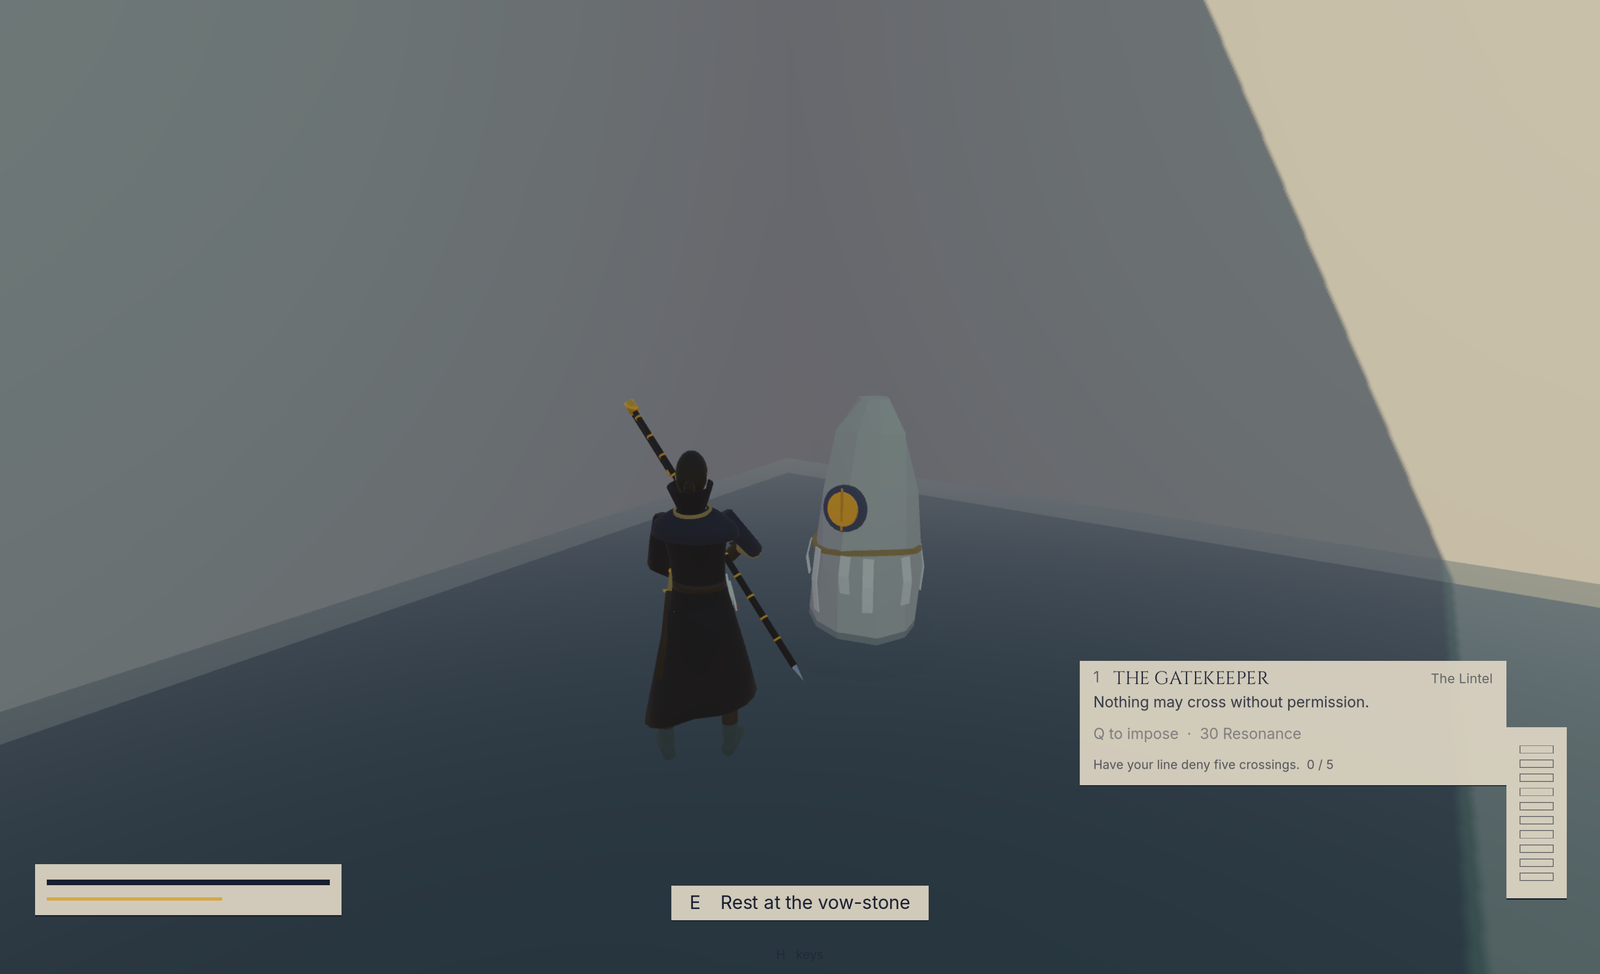 1 THE GATEKEEPER The Lintel
Nothing may cross without permission.
Q to impose · 30 Resonance
Have your line deny five crossings. 0 / 5
E Rest at the vow-stone
H keys